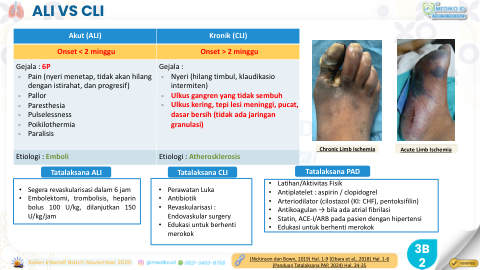 ALI VS CLI
Akut (ALI)
Kronik (CLI)
Onset < 2 minggu
Onset > 2 minggu
Gejala : 6P
- Pain (nyeri menetap, tidak akan hilang
dengan istirahat, dan progresif)
- Pallor
- Paresthesia
- Pulselessness
- Poikilothermia
- Paralisis
Gejala :
- Nyeri (hilang timbul, klaudikasio
intermiten)
- Ulkus gangren yang tidak sembuh
- Ulkus kering, tepi lesi meninggi, pucat,
dasar bersih (tidak ada jaringan
granulasi)
Etiologi : Emboli
Etiologi : Atherosklerosis
Chronic Limb Ischemia
Acute Limb Ischemia
Tatalaksana ALI
• Segera revaskularisasi dalam 6 jam
• Embolektomi, trombolisis, heparin
bolus 100 U/kg, dilanjutkan 150
U/kg/jam
Tatalaksana CLI
• Perawatan Luka
• Antibiotik
• Revaskularisasi :
Endovascular surgery
• Edukasi untuk berhenti
merokok
Tatalaksana PAD
• Latihan/Aktivitas Fisik
• Antiplatelet : aspirin / clopidogrel
• Arteriodilator (cilostazol (KI: CHF), pentoksifilin)
• Antikoagulan → bila ada atrial fibrilasi
• Statin, ACE-I/ARB pada pasien dengan hipertensi
• Edukasi untuk berhenti merokok
3B
2